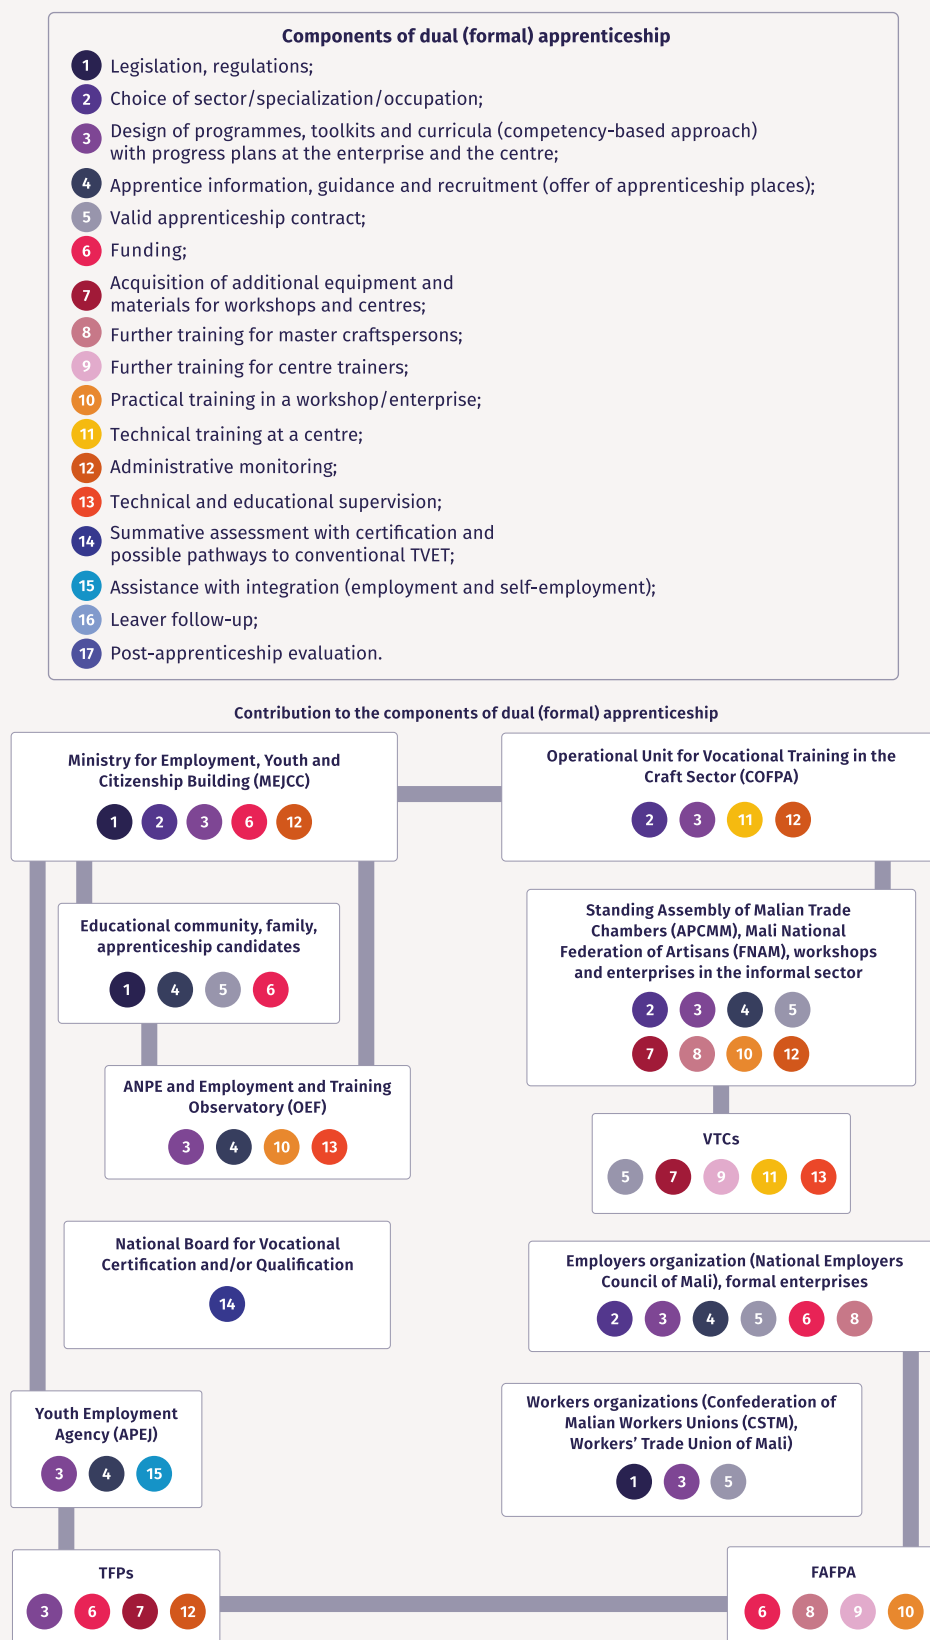 Components of dual (formal) apprenticeship
1 Legislation, regulations;
2 Choice of sector/specialization/occupation;
3 Design of programmes, toolkits and curricula (competency-based approach)
with progress plans at the enterprise and the centre;
4 Apprentice information, guidance and recruitment (offer of apprenticeship places);
5 Valid apprenticeship contract;
6 Funding;
7 Acquisition of additional equipment and
materials for workshops and centres;
8 Further training for master craftspersons;
9 Further training for centre trainers;
10 Practical training in a workshop/enterprise;
11 Technical training at a centre;
12 Administrative monitoring;
13 Technical and educational supervision;
14 Summative assessment with certification and
possible pathways to conventional TVET;
15 Assistance with integration (employment and self-employment);
16 Leaver follow-up;
17 Post-apprenticeship evaluation.
Contribution to the components of dual (formal) apprenticeship
Ministry for Employment, Youth and
Citizenship Building (MEJCC)
1 2 3 6 12
Operational Unit for Vocational Training in the
Craft Sector (COFPA)
2 3 11 12
Educational community, family,
apprenticeship candidates
1 4 5 6
Standing Assembly of Malian Trade
Chambers (APCMM), Mali National
Federation of Artisans (FNAM), workshops
and enterprises in the informal sector
2 3 4 5
7 8 10 12
ANPE and Employment and Training
Observatory (OEF)
3 4 10 13
VTCs
5 7 9 11 13
National Board for Vocational
Certification and/or Qualification
14
Employers organization (National Employers
Council of Mali), formal enterprises
2 3 4 5 6 8
Youth Employment
Agency (APEJ)
3 4 15
Workers organizations (Confederation of
Malian Workers Unions (CSTM),
Workers' Trade Union of Mali)
1 3 5
TFPs
3 6 7 12
FAFPA
6 8 9 10